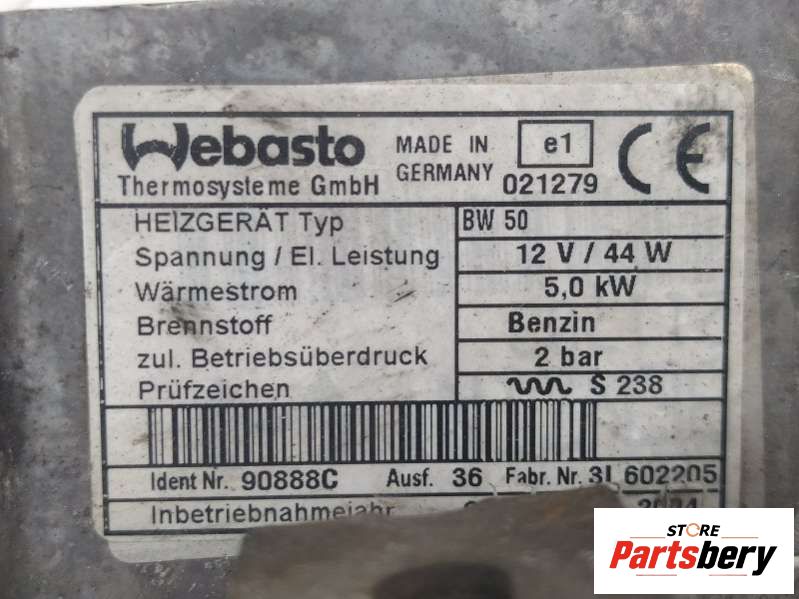 Webasto MADE IN GERMANY e1 CE
Thermosysteme GmbH 021279
HEIZGERÄT Typ BW 50
Spannung / El. Leistung 12 V / 44 W
Wärmestrom 5,0 kW
Brennstoff Benzin
zul. Betriebsüberdruck 2 bar
Prüfzeichen S 238
Ident Nr. 90888C Ausf. 36 Fabr. Nr. 602205
Inbetriebnahmejahr
STORE
Partsbery